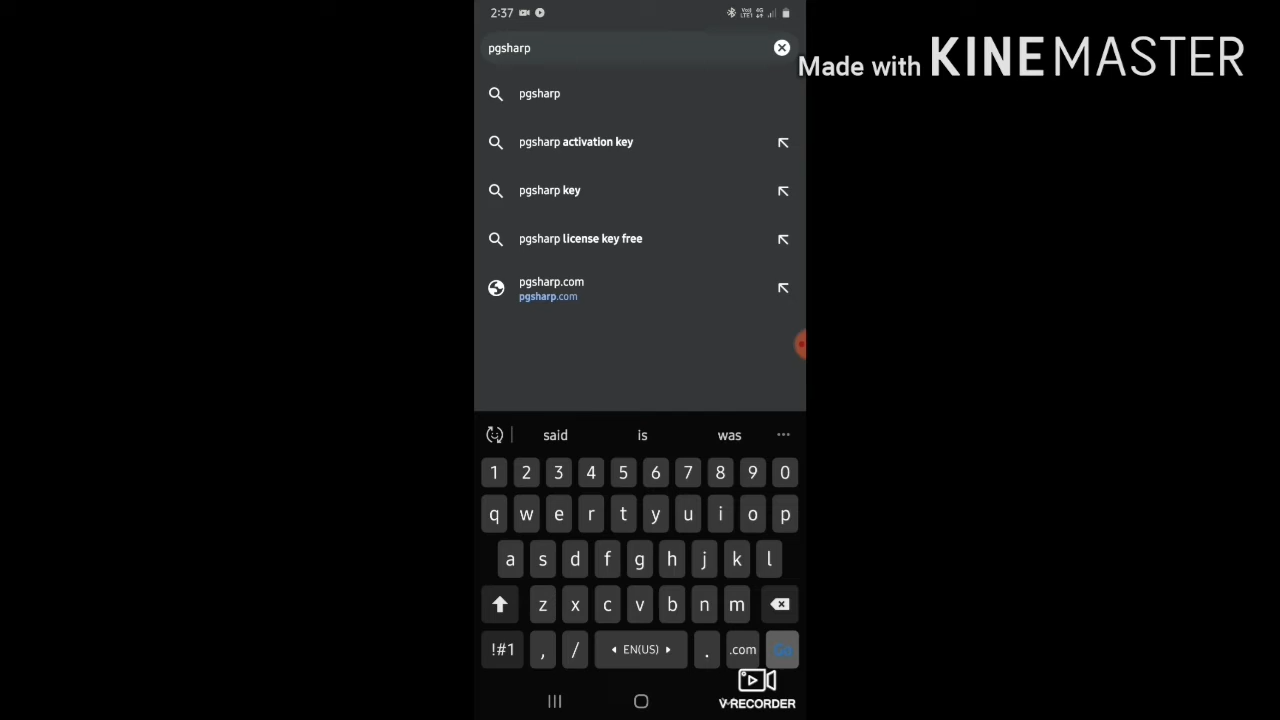 2:37
Made with KINEMASTER
pgsharp
pgsharp
pgsharp activation key
pgsharp key
pgsharp license key free
pgsharp.com
pgsharp.com
said is was
1 2 3 4 5 6 7 8 9 0
q w e r t y u i o p
a s d f g h j k l
z x c v b n m
!#1 , / EN(US) . .com Go
V-RECORDER